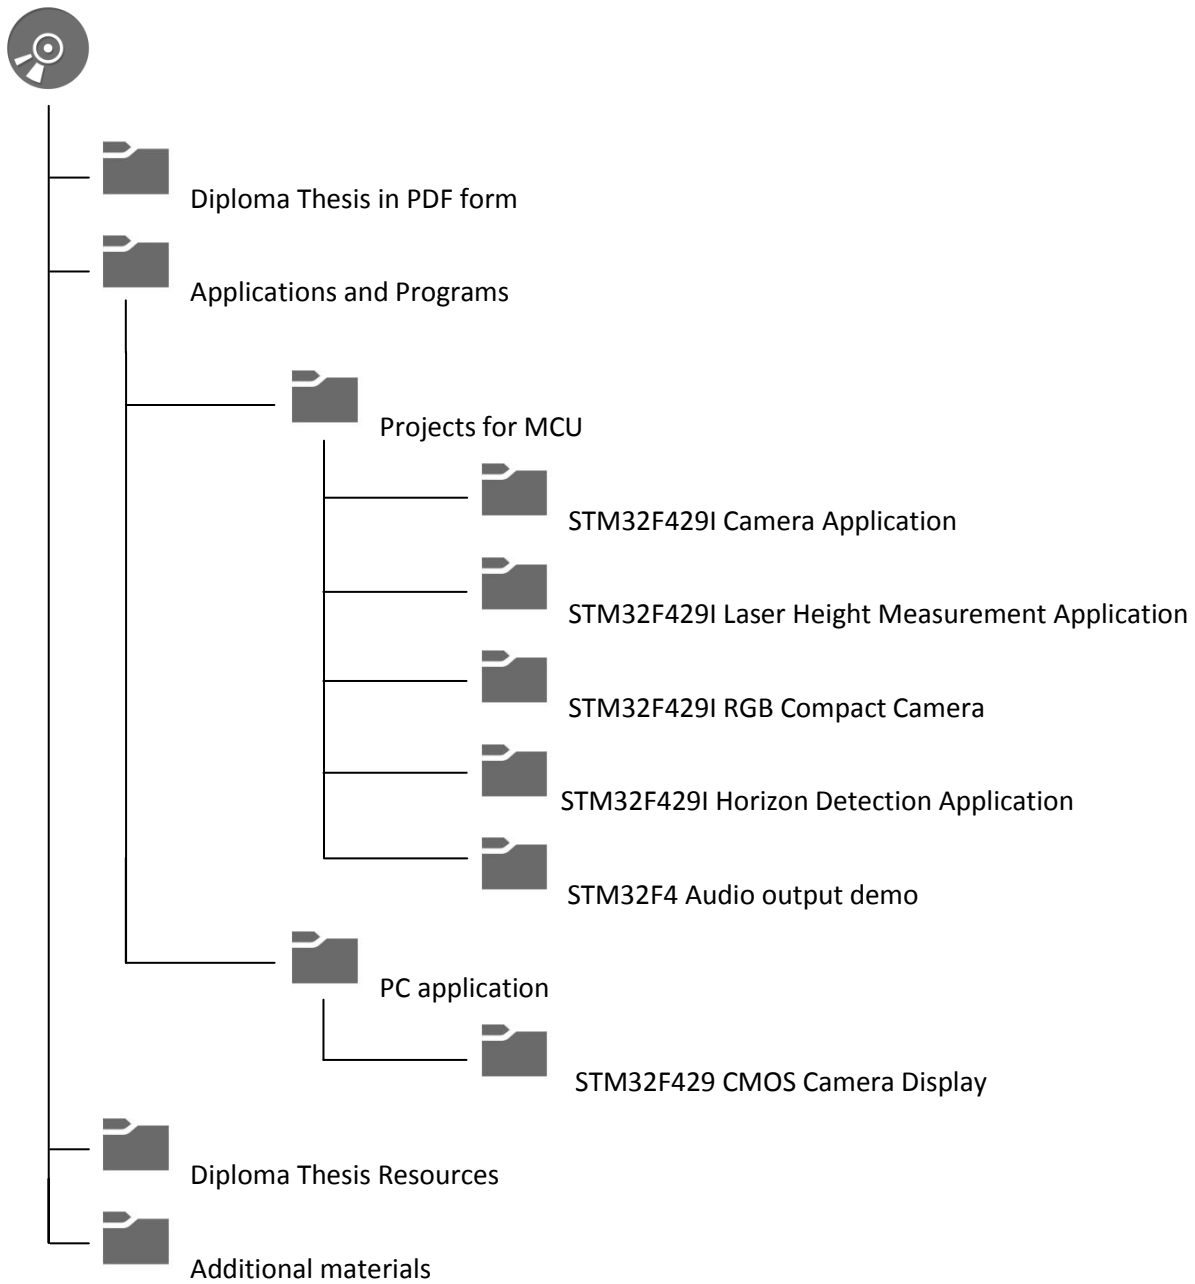 Diploma Thesis in PDF form
Applications and Programs
Projects for MCU
STM32F429I Camera Application
STM32F429I Laser Height Measurement Application
STM32F429I RGB Compact Camera
STM32F429I Horizon Detection Application
STM32F4 Audio output demo
PC application
STM32F429 CMOS Camera Display
Diploma Thesis Resources
Additional materials